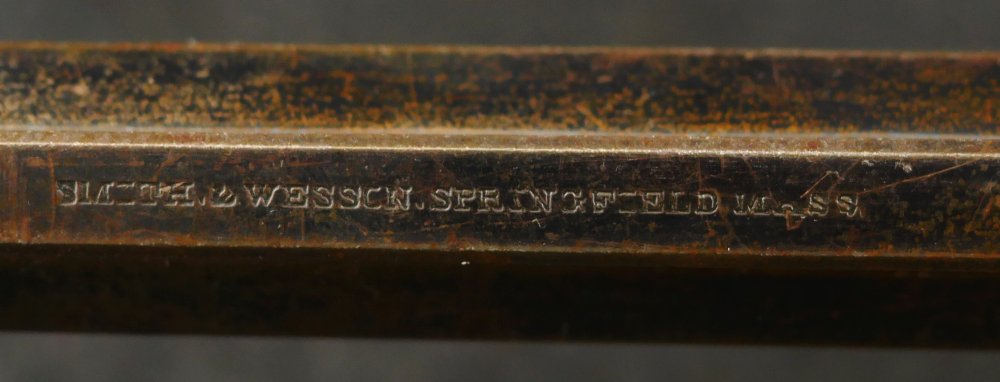 SMITH. & WESSON. SPRINGFIELD MASS